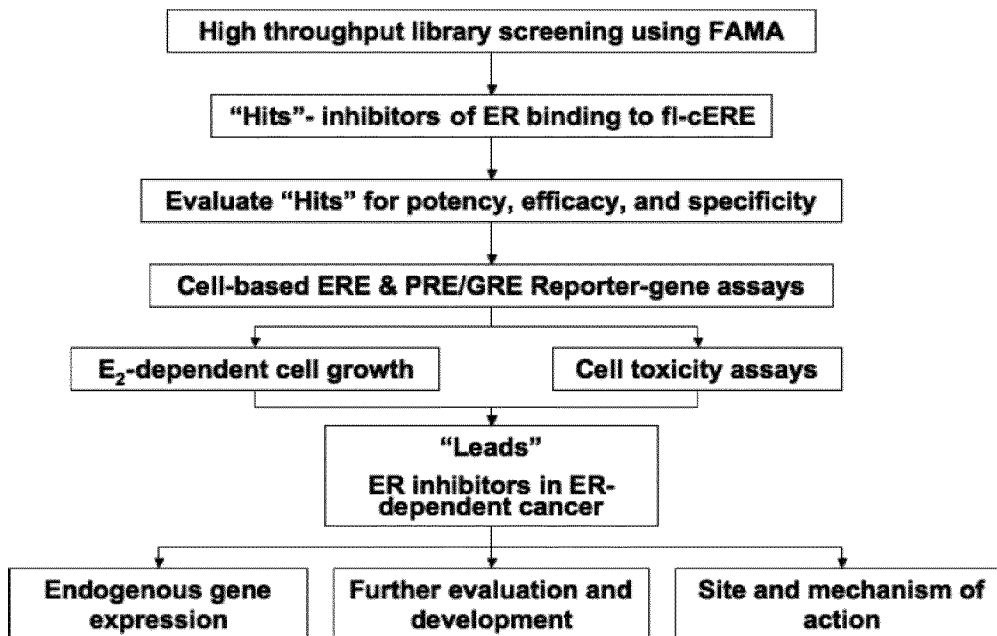 High throughput library screening using FAMA
“Hits”- inhibitors of ER binding to fl-cERE
Evaluate “Hits” for potency, efficacy, and specificity
Cell-based ERE & PRE/GRE Reporter-gene assays
E₂-dependent cell growth
Cell toxicity assays
“Leads”
ER inhibitors in ER-
dependent cancer
Endogenous gene
expression
Further evaluation and
development
Site and mechanism of
action